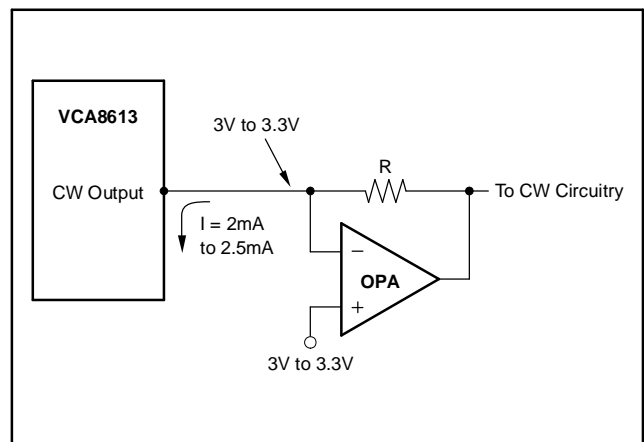 VCA8613
3V to 3.3V
R
CW Output
To CW Circuitry
I = 2mA
to 2.5mA
−
OPA
+
3V to 3.3V